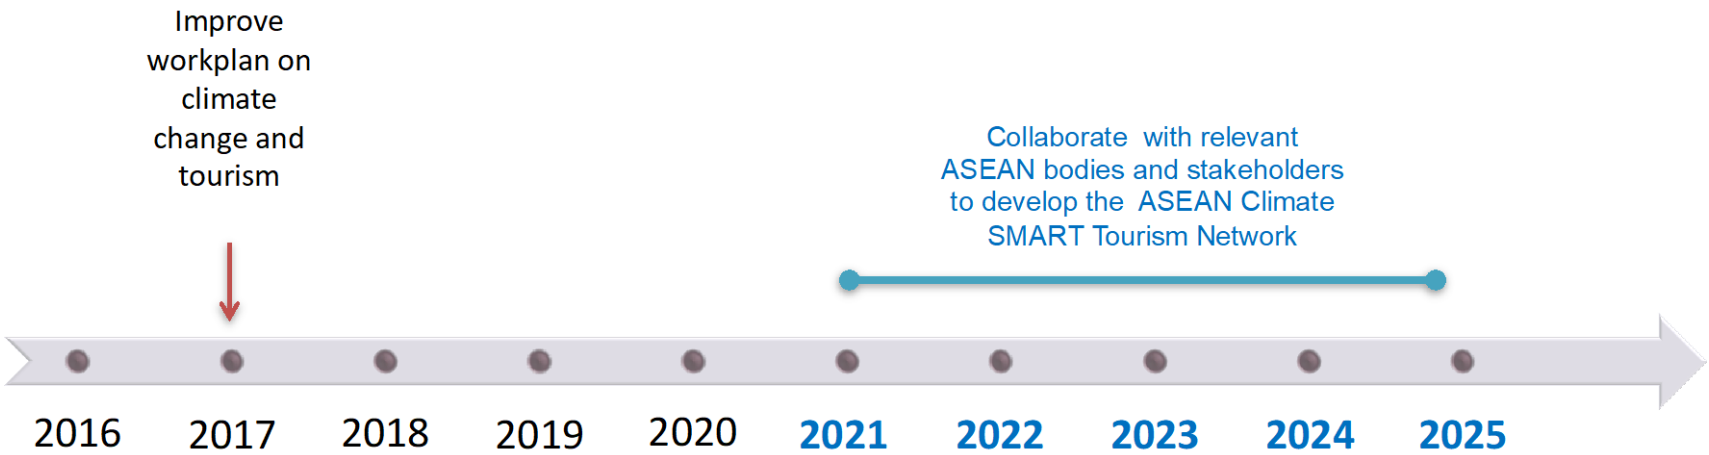 Improve
workplan on
climate
change and
tourism
Collaborate with relevant
ASEAN bodies and stakeholders
to develop the ASEAN Climate
SMART Tourism Network
2016 2017 2018 2019 2020 2021 2022 2023 2024 2025